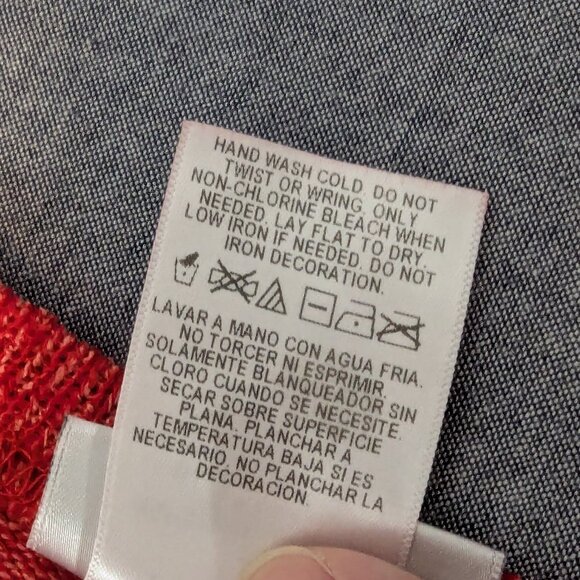 HAND WASH COLD. DO NOT
TWIST OR WRING. ONLY
NON-CHLORINE BLEACH WHEN
NEEDED. LAY FLAT TO DRY.
LOW IRON IF NEEDED. DO NOT
IRON DECORATION.
LAVAR A MANO CON AGUA FRIA.
NO TORCER NI ESPRIMIR.
SOLÁMENTE BLANQUEADOR SIN
CLORO CUANDO SE NECESITE.
SECAR SOBRE SUPERFICIE
PLANA. PLANCHAR A
TEMPERATURA BAJA SI ES
NECESARIO. NO PLANCHAR LA
DECORACION.